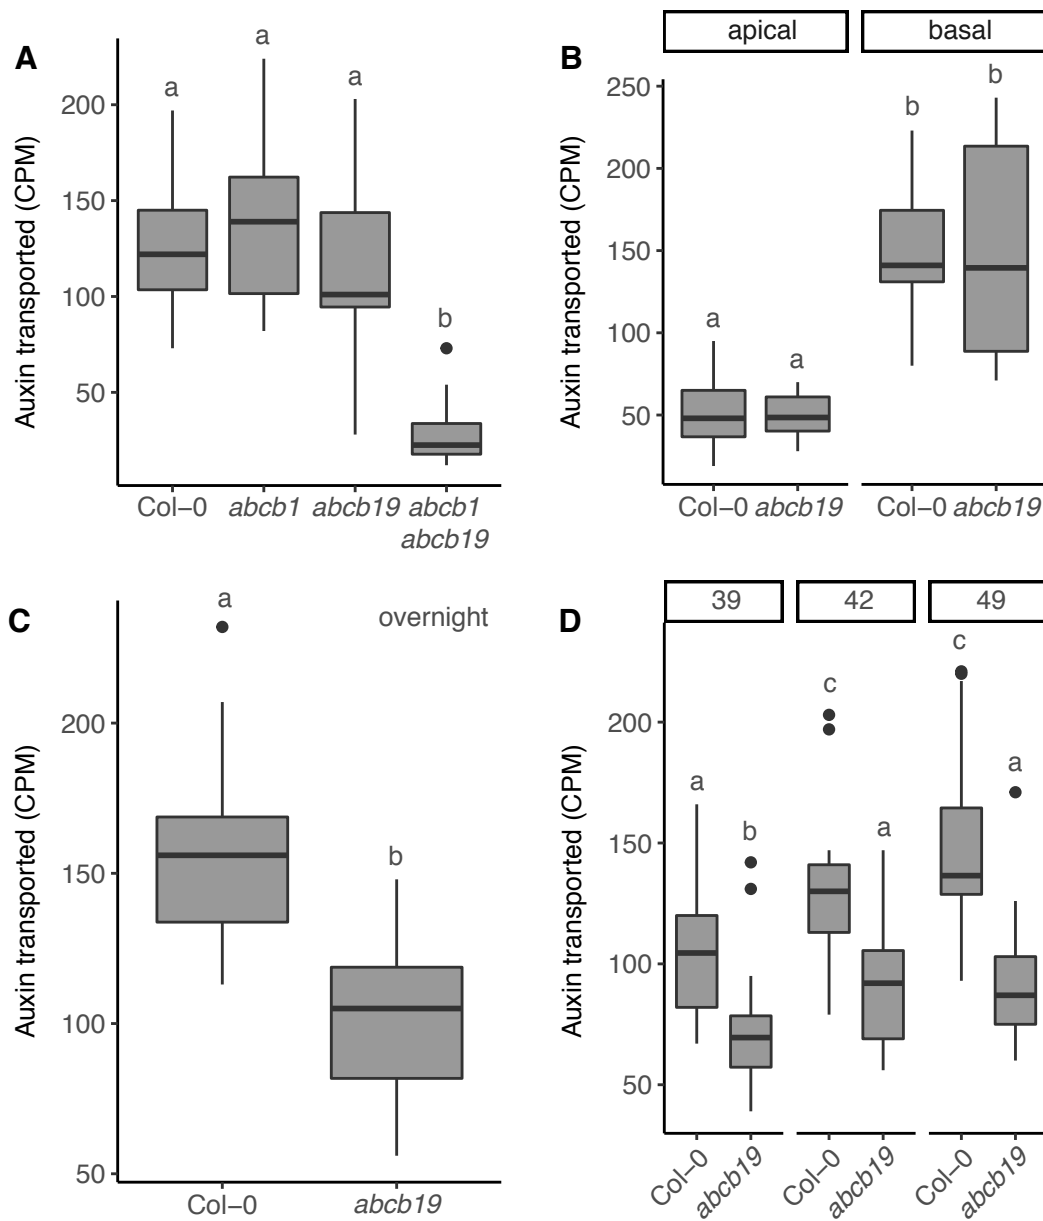 A
Auxin transported (CPM)
200
150
100
50
a
a
a
b
Col−0
abcb1
abcb19
abcb1
abcb19
B
apical
basal
Auxin transported (CPM)
250
200
150
100
50
a
a
b
b
Col−0
abcb19
Col−0
abcb19
C
overnight
Auxin transported (CPM)
200
150
100
50
a
b
Col−0
abcb19
D
39
42
49
Auxin transported (CPM)
200
150
100
50
a
b
c
a
c
a
Col−0
abcb19
Col−0
abcb19
Col−0
abcb19